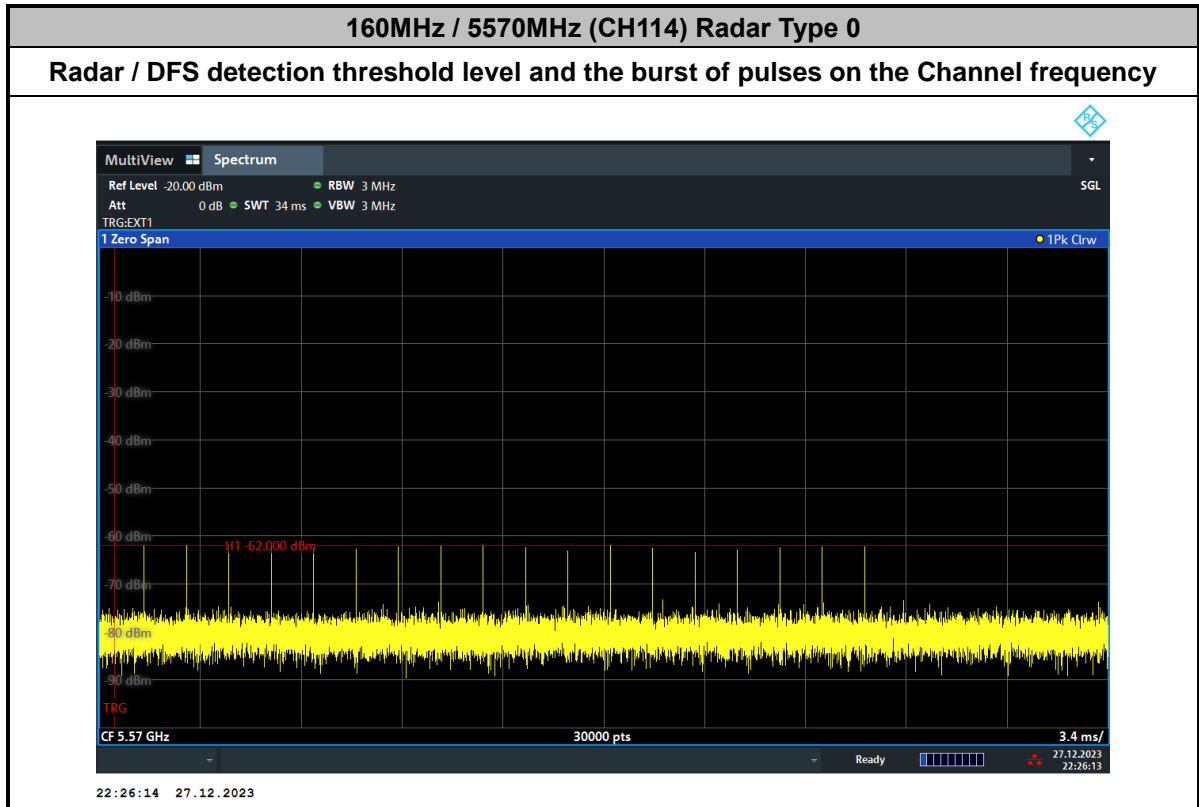 160MHz / 5570MHz (CH114) Radar Type 0
Radar / DFS detection threshold level and the burst of pulses on the Channel frequency
R S
MultiView Spectrum
Ref Level -20.00 dBm RBW 3 MHz SGL
Att 0 dB SWT 34 ms VBW 3 MHz
TRG:EXT1
1 Zero Span 1Pk Clrw
-10 dBm
-20 dBm
-30 dBm
-40 dBm
-50 dBm
-60 dBm
H1 -62.000 dBm
-70 dBm
-80 dBm
-90 dBm
TRG
CF 5.57 GHz 30000 pts 3.4 ms/
Ready 27.12.2023
22:26:13
22:26:14 27.12.2023